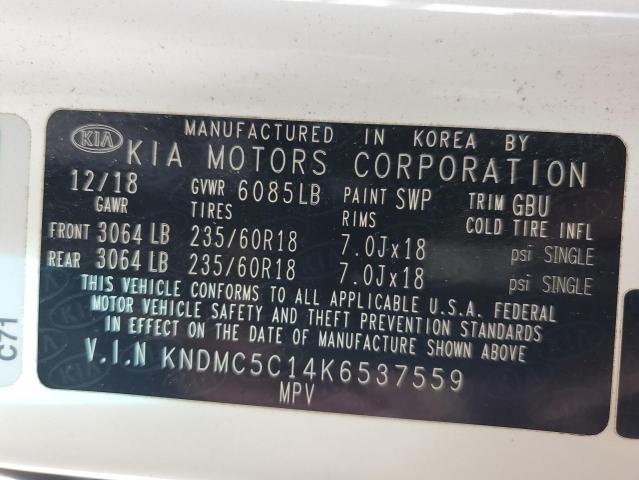 MANUFACTURED IN KOREA BY
KIA KIA MOTORS CORPORATION
12/18 GVWR 6085LB PAINT SWP TRIM GBU
GAWR TIRES RIMS COLD TIRE INFL
FRONT 3064 LB 235/60R18 7.0Jx18 psi SINGLE
REAR 3064 LB 235/60R18 7.0Jx18 psi SINGLE
THIS VEHICLE CONFORMS TO ALL APPLICABLE U.S.A. FEDERAL
MOTOR VEHICLE SAFETY AND THEFT PREVENTION STANDARDS
IN EFFECT ON THE DATE OF MANUFACTURE SHOWN ABOVE
V.I.N KNDMC5C14K6537559
MPV
C71